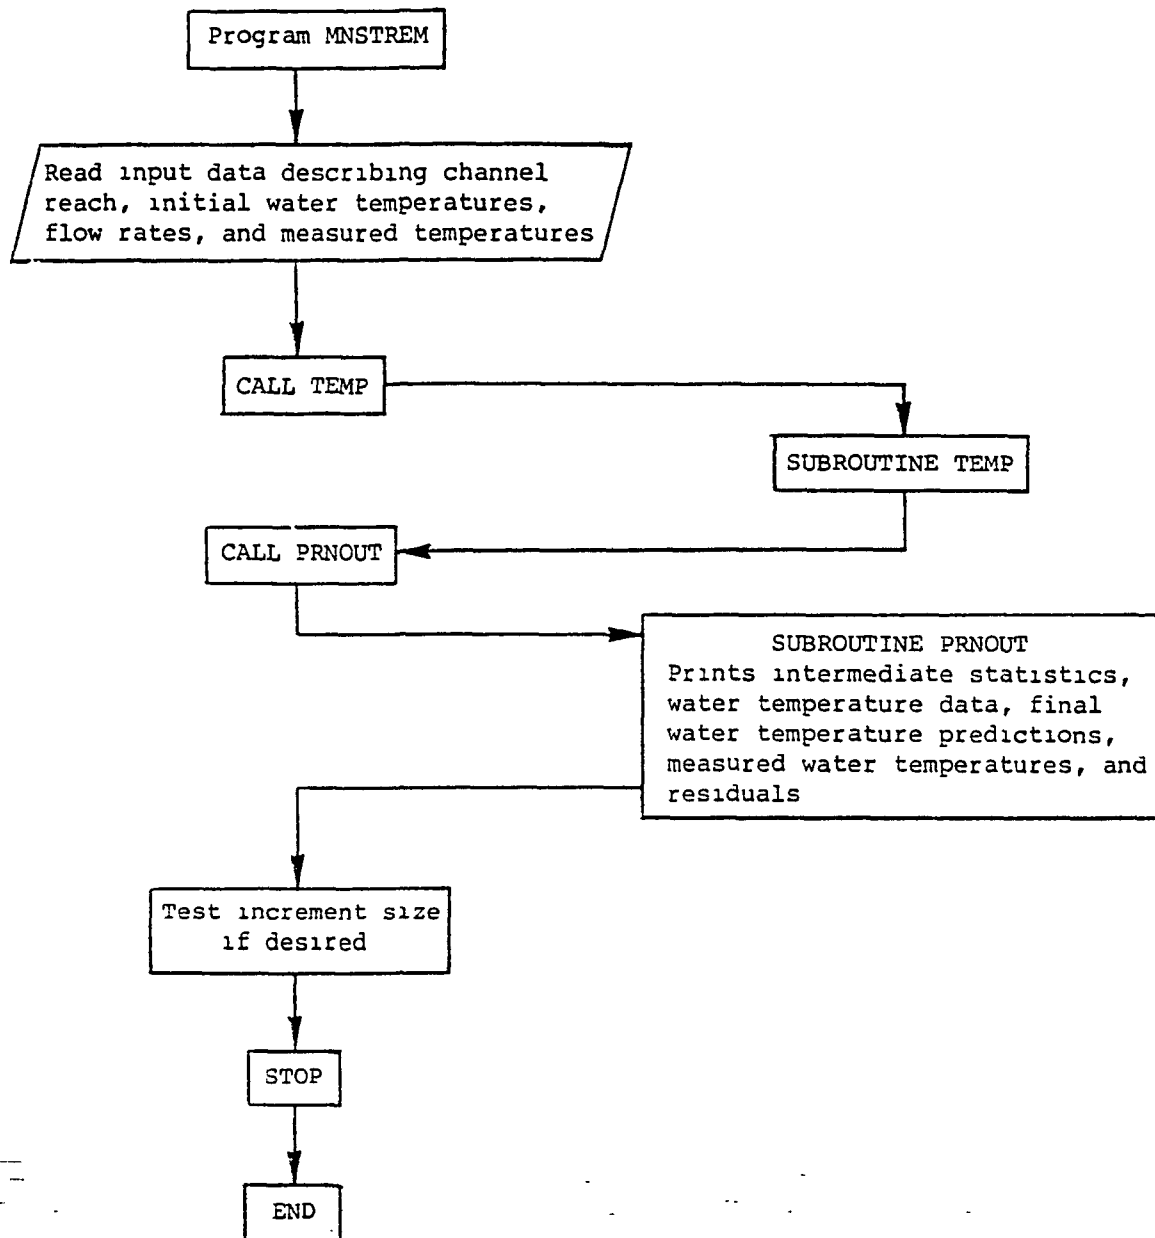 Program MNSTREM
Read input data describing channel
reach, initial water temperatures,
flow rates, and measured temperatures
CALL TEMP
SUBROUTINE TEMP
CALL PRNOUT
SUBROUTINE PRNOUT
Prints intermediate statistics,
water temperature data, final
water temperature predictions,
measured water temperatures, and
residuals
Test increment size
if desired
STOP
END